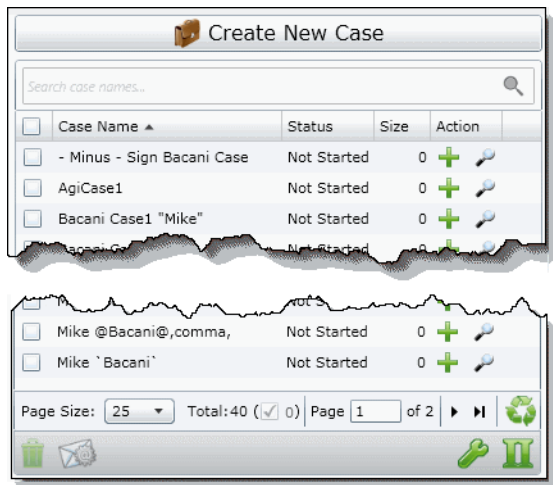 Create New Case
Search case names...
Case Name Status Size Action
- Minus - Sign Bacani Case Not Started 0
AgiCase1 Not Started 0
Bacani Case1 "Mike" Not Started 0
Mike @Bacani@,comma, Not Started 0
Mike `Bacani` Not Started 0
Page Size: 25 Total:40 ( 0) Page 1 of 2